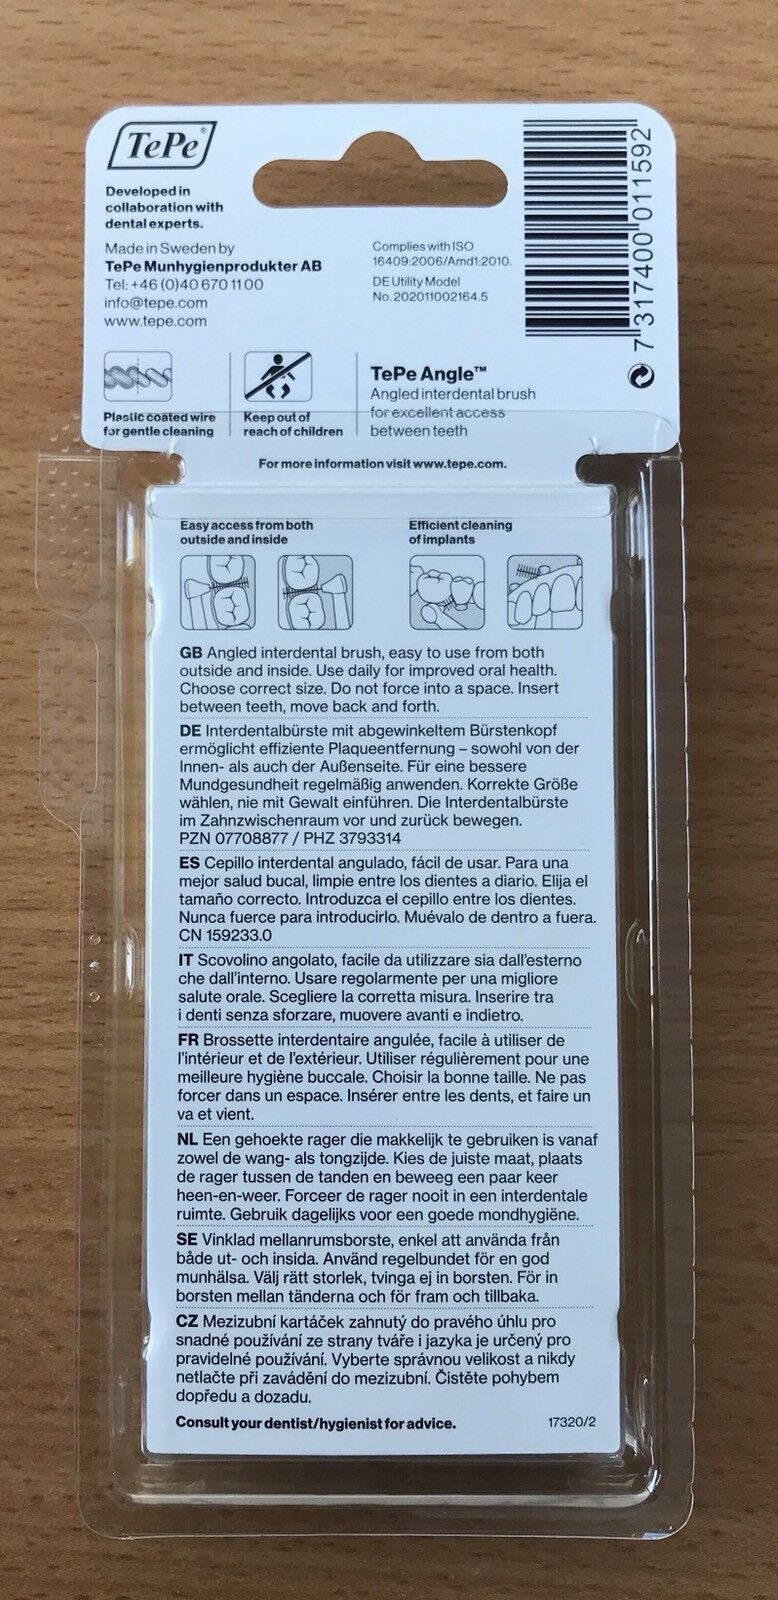 TePe®
Developed in
collaboration with
dental experts.
Made in Sweden by
TePe Munhygienprodukter AB
Tel: +46 (0)40 670 11 00
info@tepe.com
www.tepe.com
Complies with ISO
16409:2006/Amd1:2010.
DE Utility Model
No. 202011002164.5
7 317400 011592
Plastic coated wire
for gentle cleaning
Keep out of
reach of children
TePe Angle™
Angled interdental brush
for excellent access
between teeth
For more information visit www.tepe.com.
Easy access from both
outside and inside
Efficient cleaning
of implants
GB Angled interdental brush, easy to use from both
outside and inside. Use daily for improved oral health.
Choose correct size. Do not force into a space. Insert
between teeth, move back and forth.
DE Interdentalbürste mit abgewinkeltem Bürstenkopf
ermöglicht effiziente Plaqueentfernung – sowohl von der
Innen- als auch der Außenseite. Für eine bessere
Mundgesundheit regelmäßig anwenden. Korrekte Größe
wählen, nie mit Gewalt einführen. Die Interdentalbürste
im Zahnzwischenraum vor und zurück bewegen.
PZN 07708877 / PHZ 3793314
ES Cepillo interdental angulado, fácil de usar. Para una
mejor salud bucal, limpie entre los dientes a diario. Elija el
tamaño correcto. Introduzca el cepillo entre los dientes.
Nunca fuerce para introducirlo. Muévalo de dentro a fuera.
CN 159233.0
IT Scovolino angolato, facile da utilizzare sia dall'esterno
che dall'interno. Usare regolarmente per una migliore
salute orale. Scegliere la corretta misura. Inserire tra
i denti senza sforzare, muovere avanti e indietro.
FR Brossette interdentaire angulée, facile à utiliser de
l'intérieur et de l'extérieur. Utiliser régulièrement pour une
meilleure hygiène buccale. Choisir la bonne taille. Ne pas
forcer dans un espace. Insérer entre les dents, et faire un
va et vient.
NL Een gehoekte rager die makkelijk te gebruiken is vanaf
zowel de wang- als tongzijde. Kies de juiste maat, plaats
de rager tussen de tanden en beweeg een paar keer
heen-en-weer. Forceer de rager nooit in een interdentale
ruimte. Gebruik dagelijks voor een goede mondhygiëne.
SE Vinklad mellanrumsborste, enkel att använda från
både ut- och insida. Använd regelbundet för en god
munhälsa. Välj rätt storlek, tvinga ej in borsten. För in
borsten mellan tänderna och för fram och tillbaka.
CZ Mezizubní kartáček zahnutý do pravého úhlu pro
snadné používání ze strany tváře i jazyka je určený pro
pravidelné používání. Vyberte správnou velikost a nikdy
netlačte při zavádění do mezizubní. Čistěte pohybem
dopředu a dozadu.
Consult your dentist/hygienist for advice.
17320/2